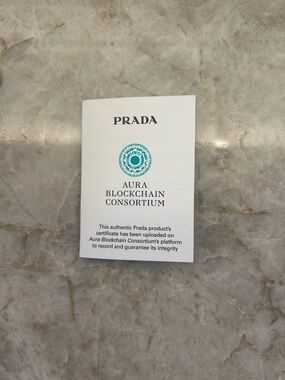 PRADA
AURA
BLOCKCHAIN
CONSORTIUM
This authentic Prada product's
certificate has been uploaded on
Aura Blockchain Consortium's platform
to record and guarantee its integrity